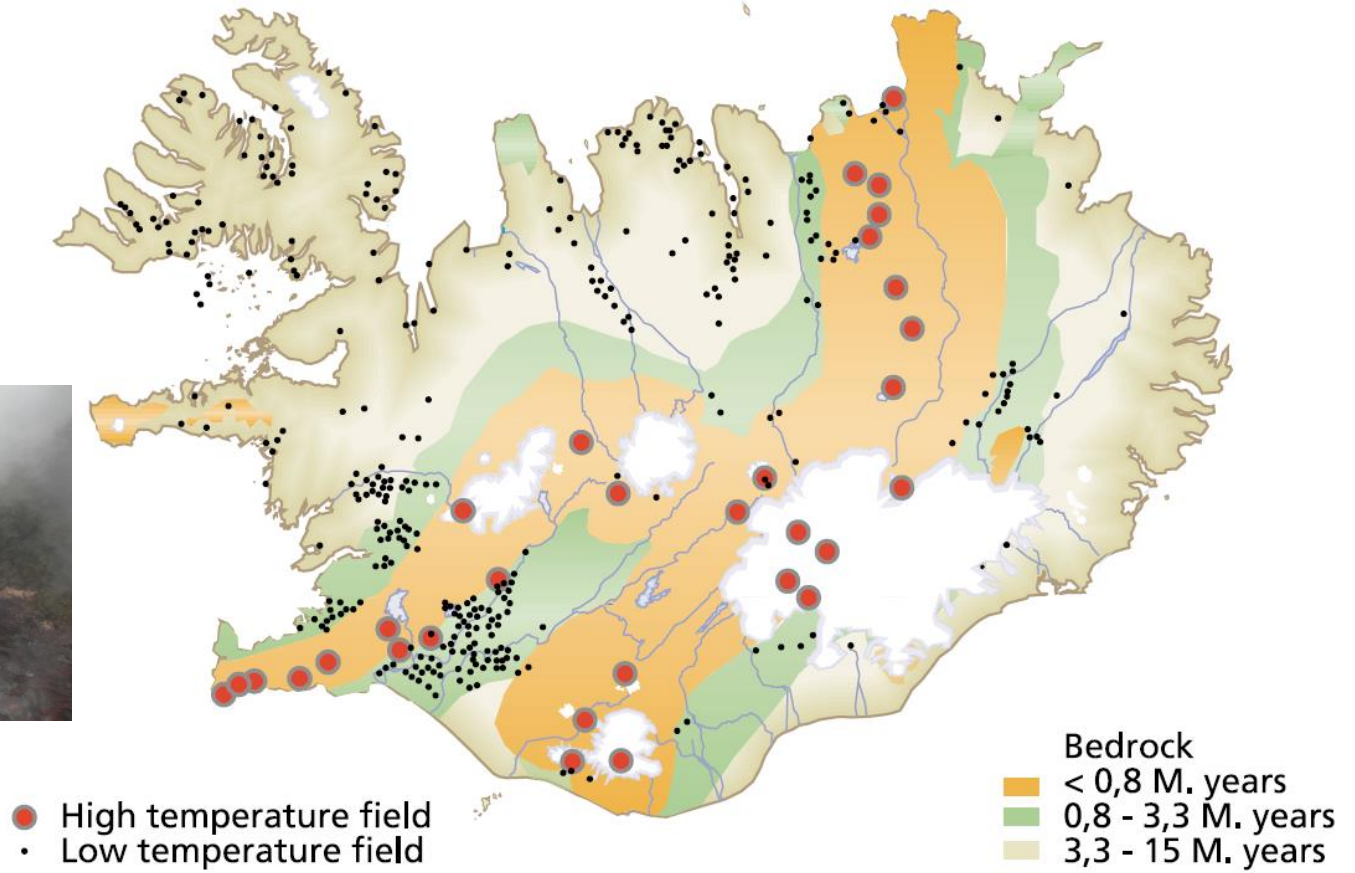 High temperature field
Low temperature field
Bedrock
< 0,8 M. years
0,8 - 3,3 M. years
3,3 - 15 M. years